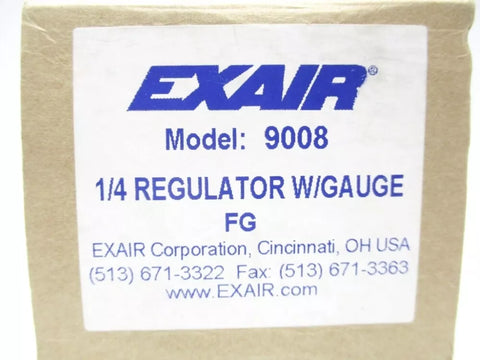 EXAIR®
Model: 9008
1/4 REGULATOR W/GAUGE
FG
EXAIR Corporation, Cincinnati, OH USA
(513) 671-3322 Fax: (513) 671-3363
www.EXAIR.com